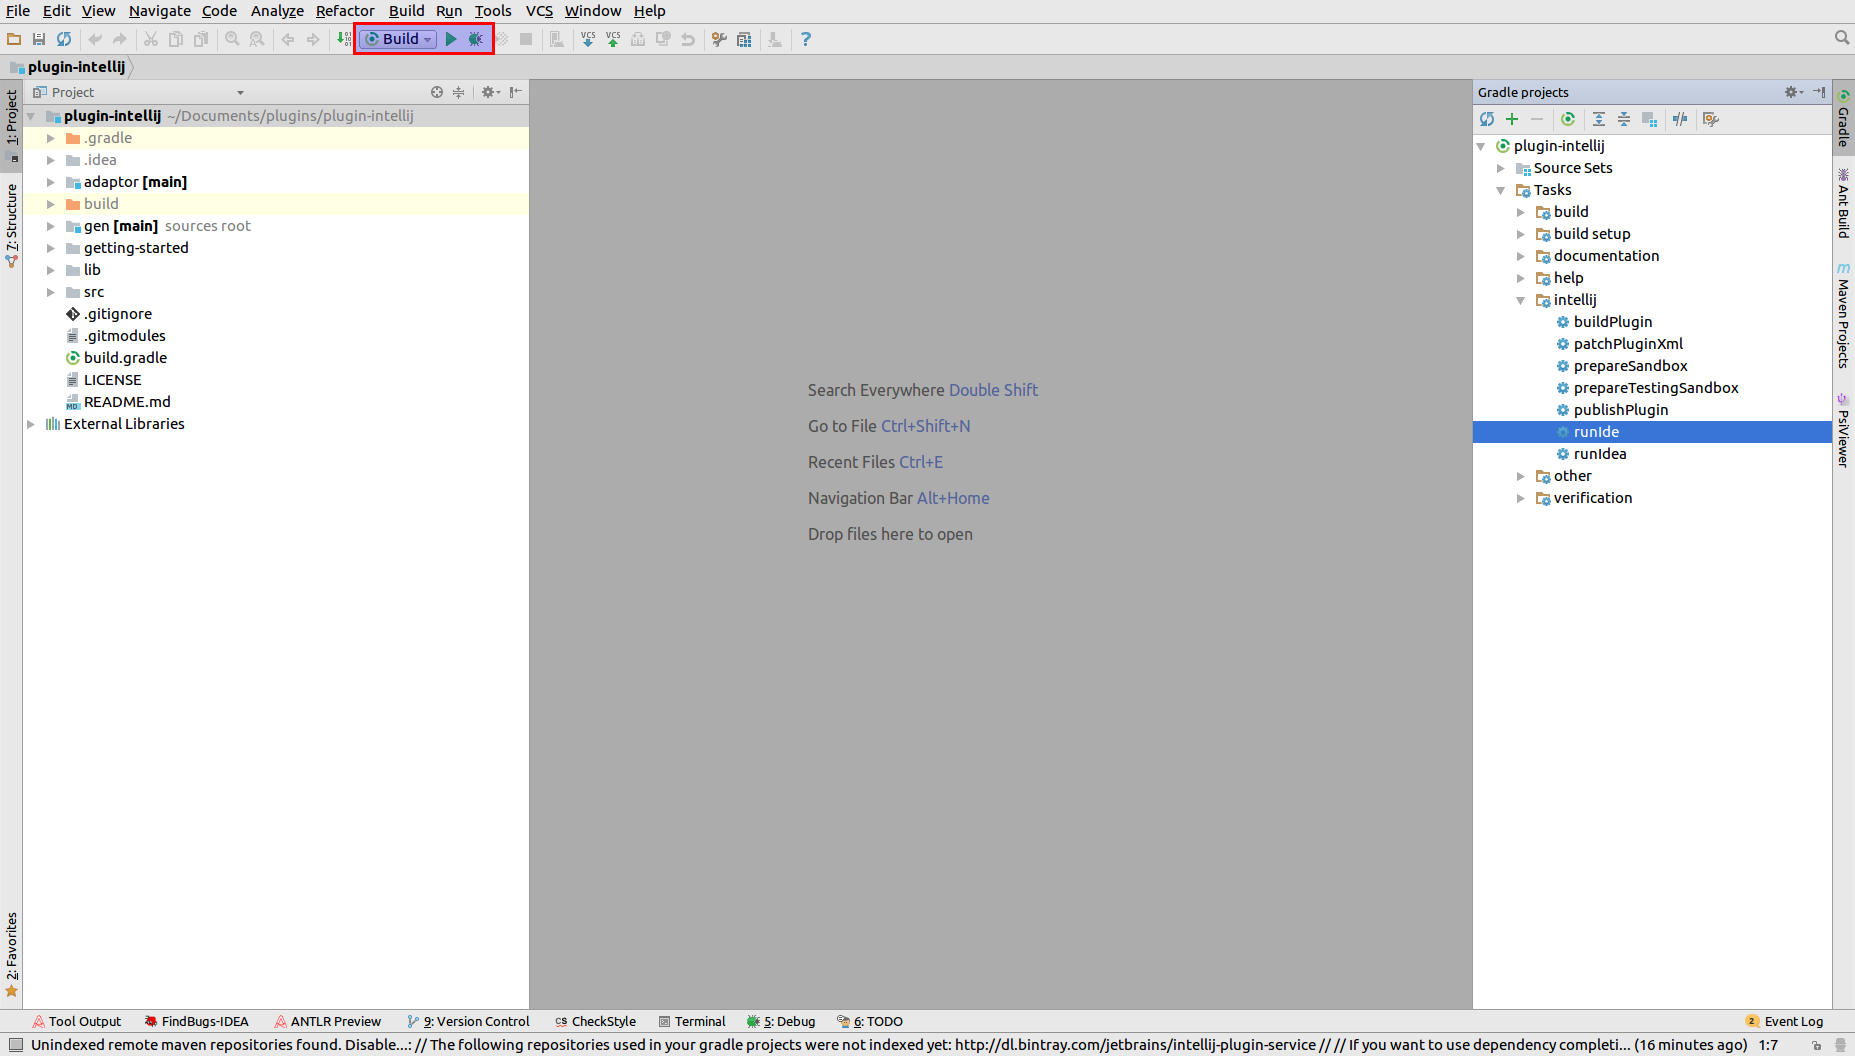 File Edit View Navigate Code Analyze Refactor Build Run Tools VCS Window Help
Build
VCS VCS
?
plugin-intellij
1: Project
7: Structure
2: Favorites
Project
plugin-intellij ~/Documents/plugins/plugin-intellij
.gradle
.idea
adaptor [main]
build
gen [main] sources root
getting-started
lib
src
.gitignore
.gitmodules
build.gradle
LICENSE
MD README.md
External Libraries
Search Everywhere Double Shift
Go to File Ctrl+Shift+N
Recent Files Ctrl+E
Navigation Bar Alt+Home
Drop files here to open
Gradle projects
plugin-intellij
Source Sets
Tasks
build
build setup
documentation
help
intellij
buildPlugin
patchPluginXml
prepareSandbox
prepareTestingSandbox
publishPlugin
runIde
runIdea
other
verification
Gradle
Ant Build
m Maven Projects
PsiViewer
Tool Output FindBugs-IDEA ANTLR Preview 9: Version Control CS CheckStyle Terminal 5: Debug 6: TODO 2 Event Log
Unindexed remote maven repositories found. Disable...: // The following repositories used in your gradle projects were not indexed yet: http://dl.bintray.com/jetbrains/intellij-plugin-service // // If you want to use dependency completi... (16 minutes ago) 1:7